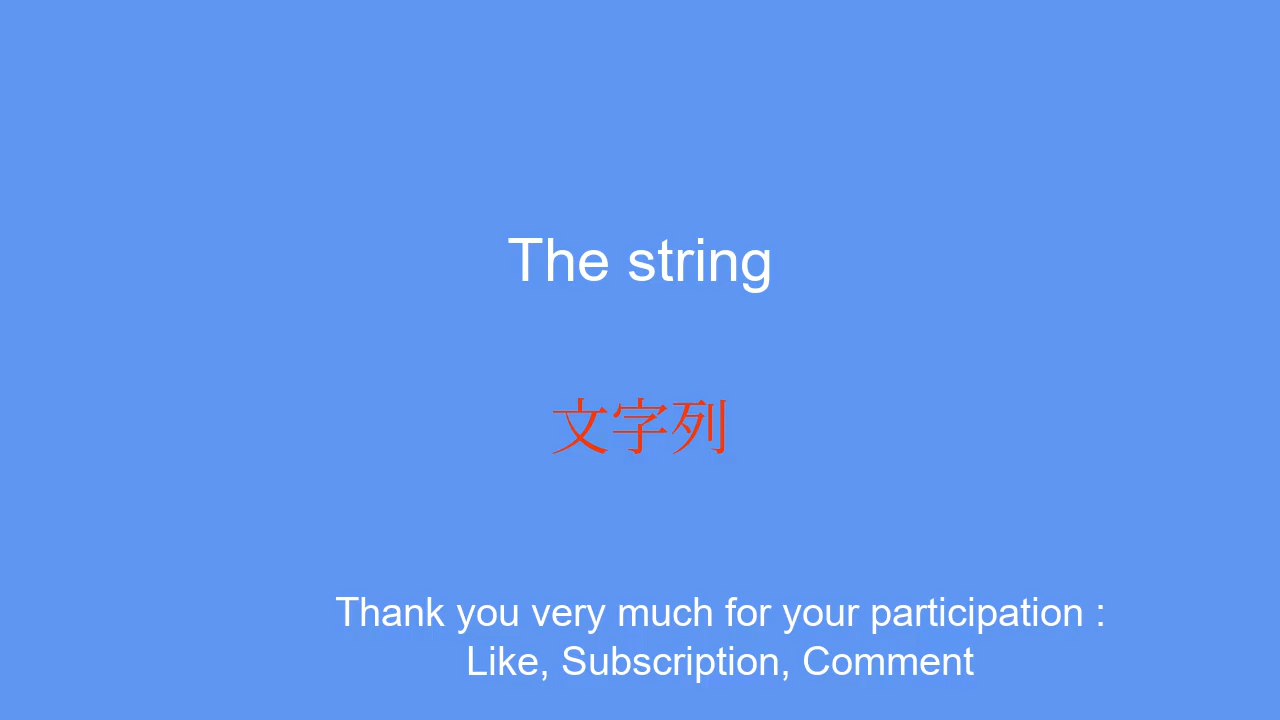 The string
文字列
Thank you very much for your participation :
Like, Subscription, Comment